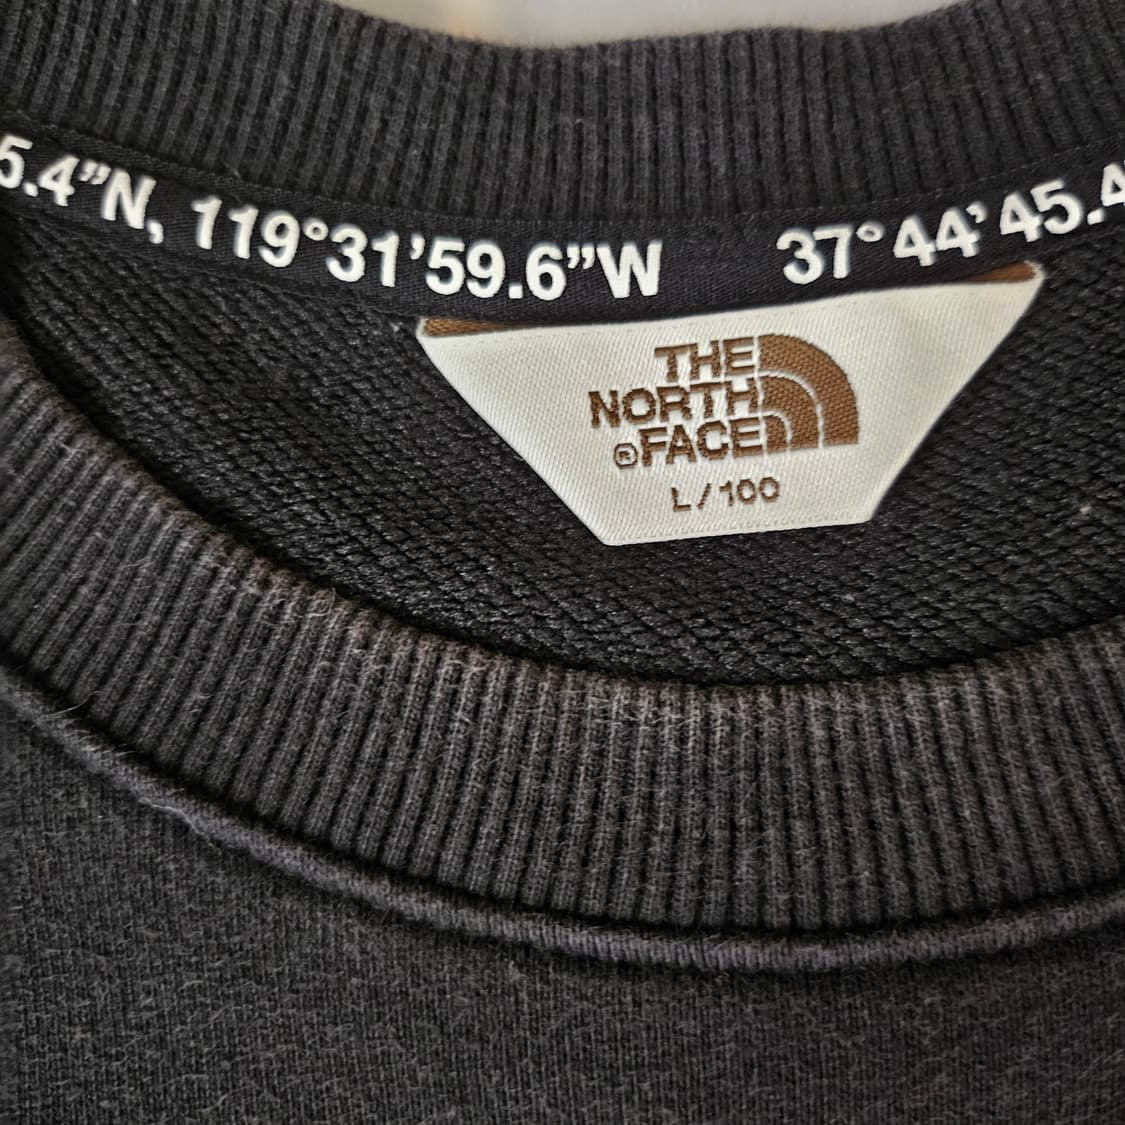 5.4”N, 119°31’59.6”W 37°44’45.4
THE
NORTH
®FACE
L/100